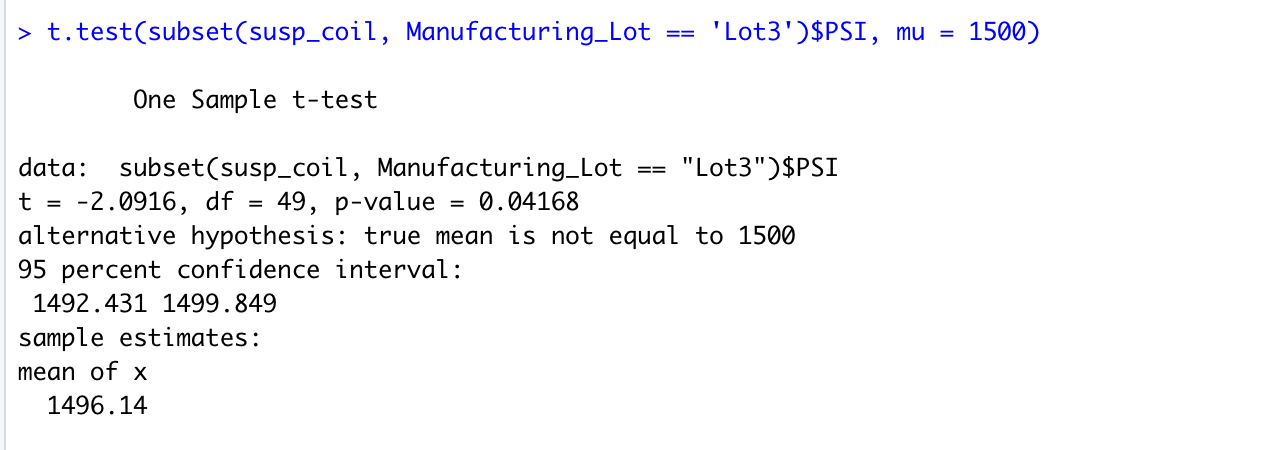 > t.test(subset(susp_coil, Manufacturing_Lot == 'Lot3')$PSI, mu = 1500)
One Sample t-test
data:  subset(susp_coil, Manufacturing_Lot == "Lot3")$PSI
t = -2.0916, df = 49, p-value = 0.04168
alternative hypothesis: true mean is not equal to 1500
95 percent confidence interval:
1492.431 1499.849
sample estimates:
mean of x
1496.14